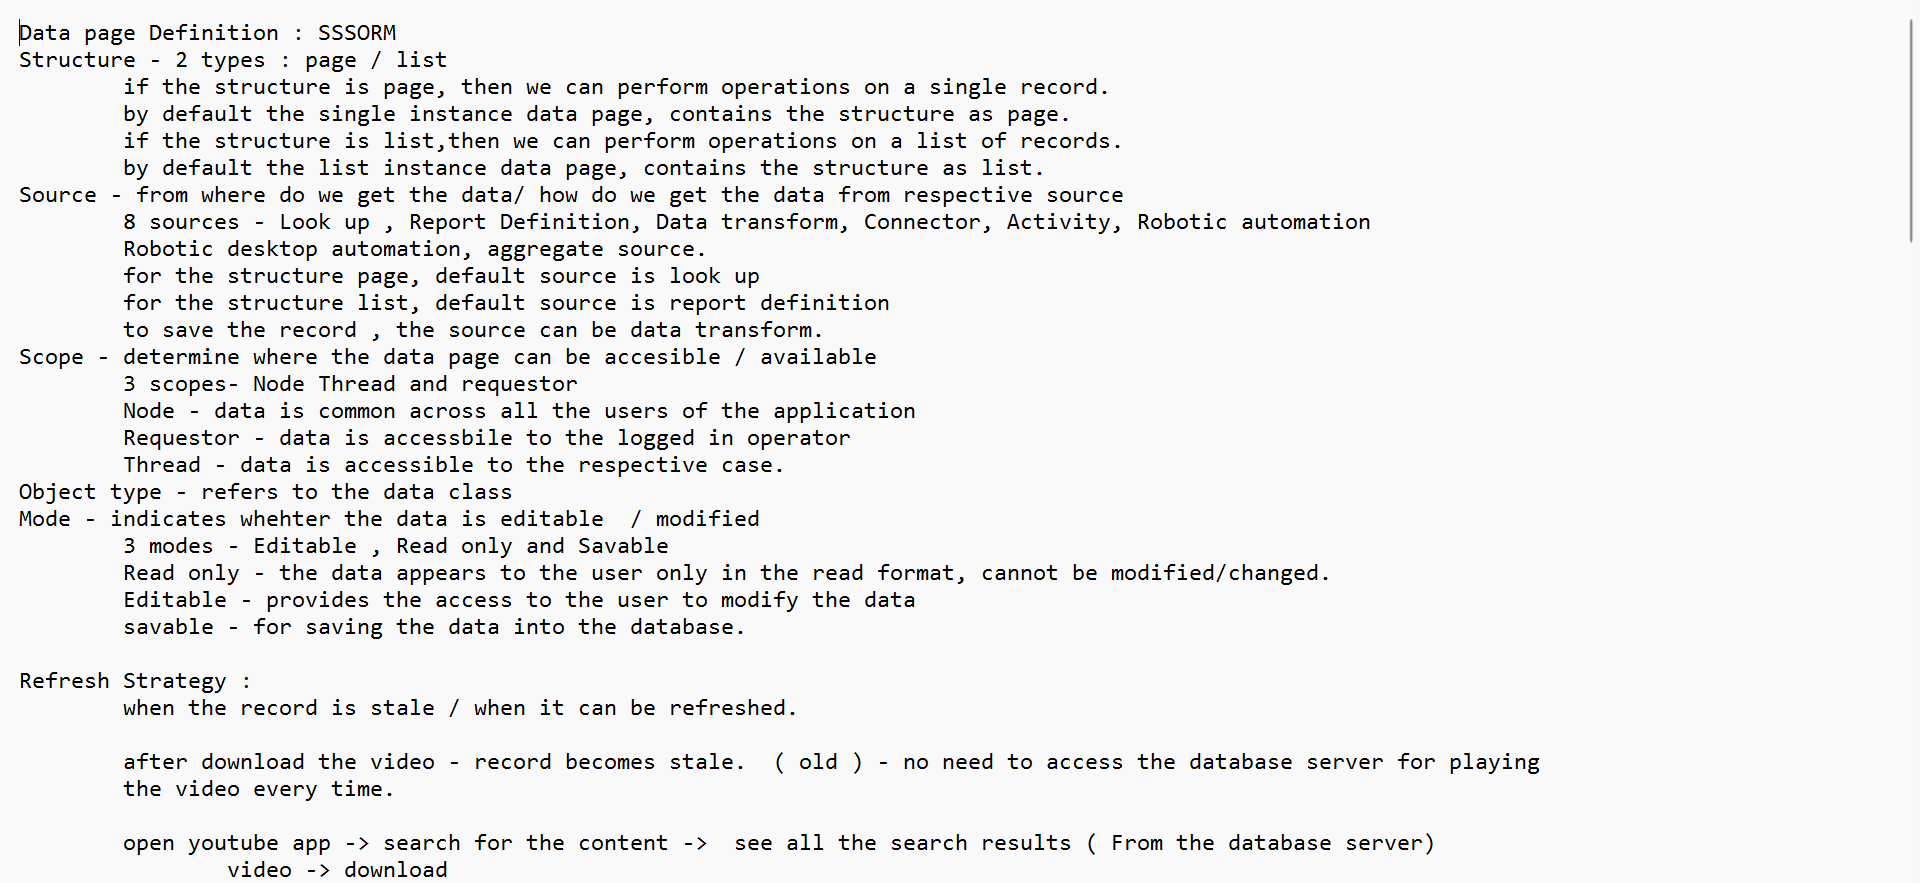 Data page Definition : SSSORM
Structure - 2 types : page / list
if the structure is page, then we can perform operations on a single record.
by default the single instance data page, contains the structure as page.
if the structure is list,then we can perform operations on a list of records.
by default the list instance data page, contains the structure as list.
Source - from where do we get the data/ how do we get the data from respective source
8 sources - Look up , Report Definition, Data transform, Connector, Activity, Robotic automation
Robotic desktop automation, aggregate source.
for the structure page, default source is look up
for the structure list, default source is report definition
to save the record , the source can be data transform.
Scope - determine where the data page can be accesible / available
3 scopes- Node Thread and requestor
Node - data is common across all the users of the application
Requestor - data is accessbile to the logged in operator
Thread - data is accessible to the respective case.
Object type - refers to the data class
Mode - indicates whehter the data is editable  / modified
3 modes - Editable , Read only and Savable
Read only - the data appears to the user only in the read format, cannot be modified/changed.
Editable - provides the access to the user to modify the data
savable - for saving the data into the database.
Refresh Strategy :
when the record is stale / when it can be refreshed.
after download the video - record becomes stale.  ( old ) - no need to access the database server for playing
the video every time.
open youtube app -> search for the content ->  see all the search results ( From the database server)
video -> download